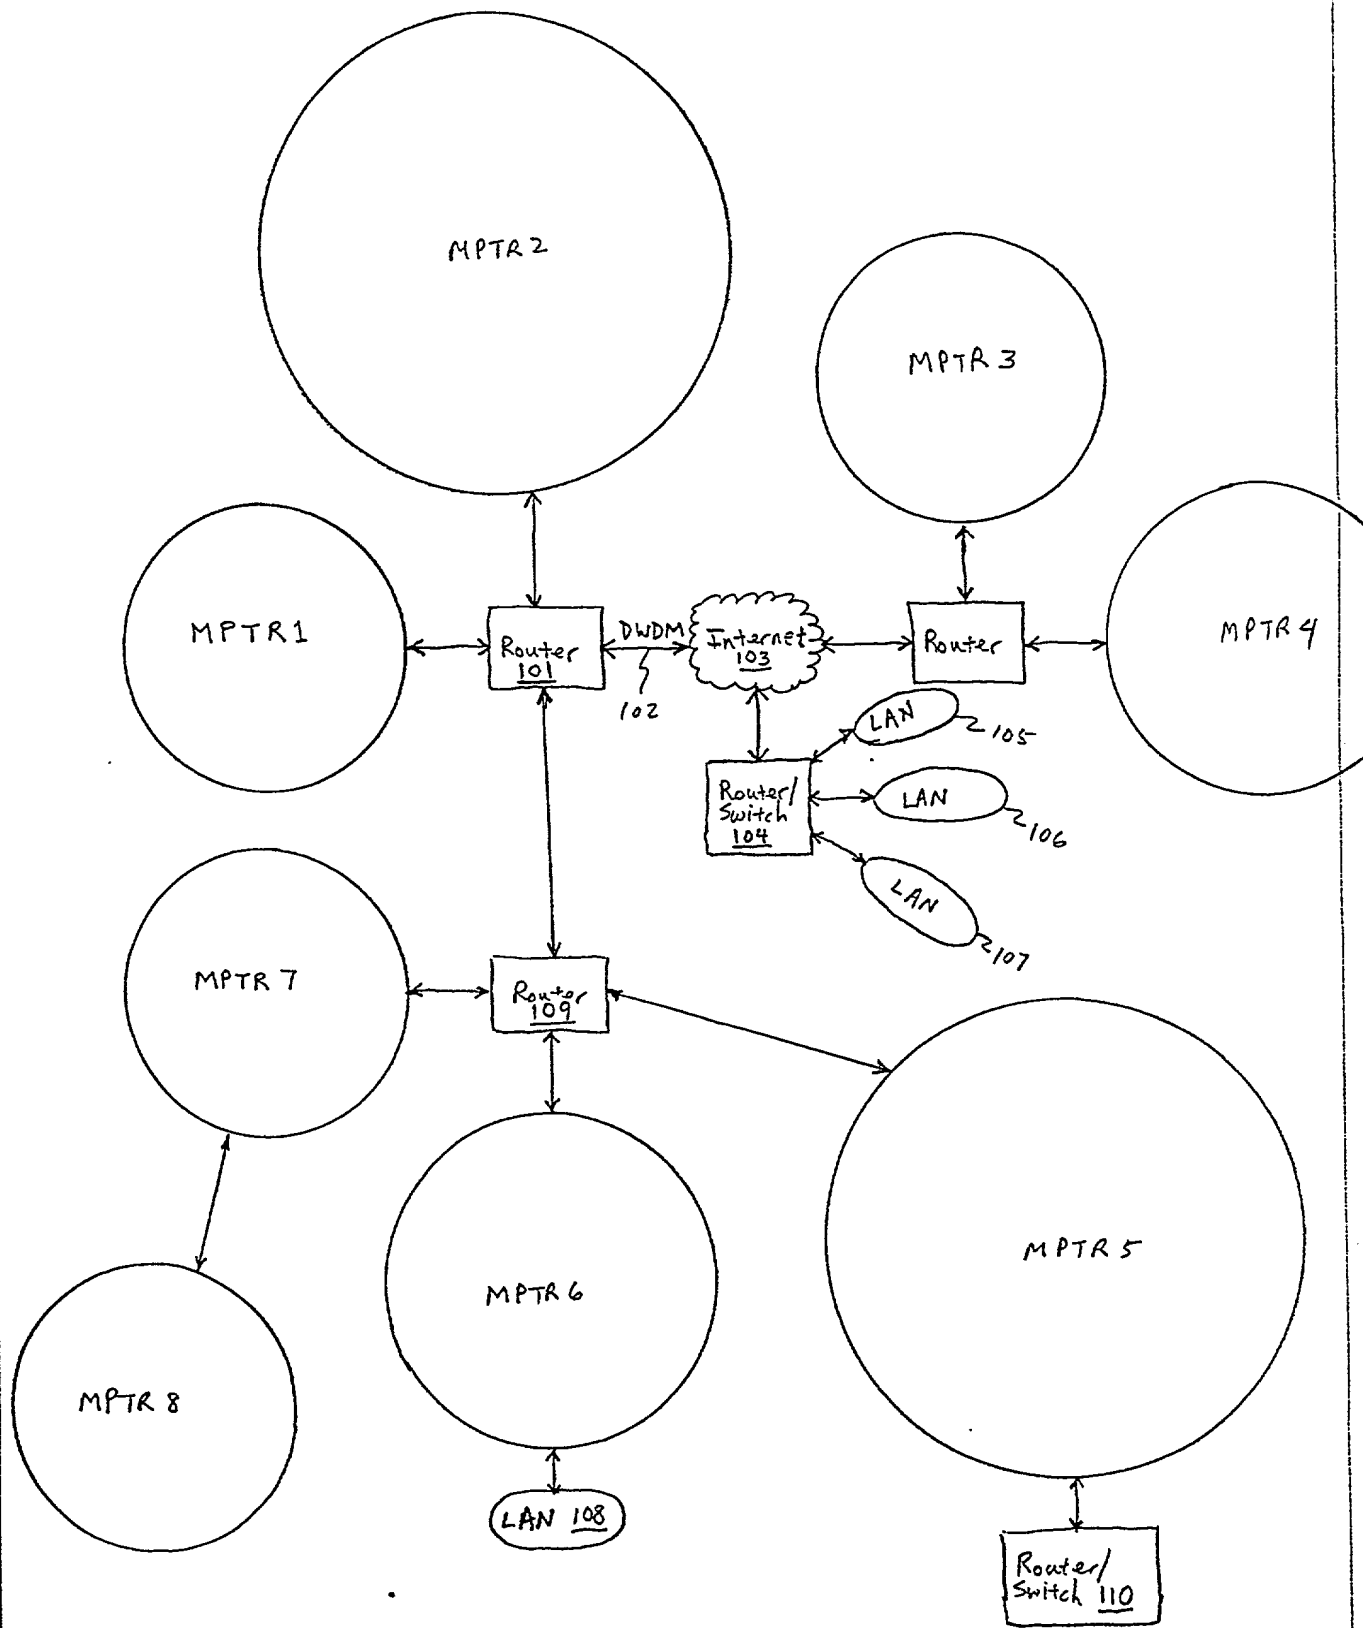 MPTR 2
MPTR 3
MPTR 1
Router
101
DWDM
102
Internet
103
Router
MPTR 4
Router/
Switch
104
LAN
105
LAN
106
LAN
107
MPTR 7
Router
109
MPTR 5
MPTR 6
MPTR 8
LAN 108
Router/
Switch 110